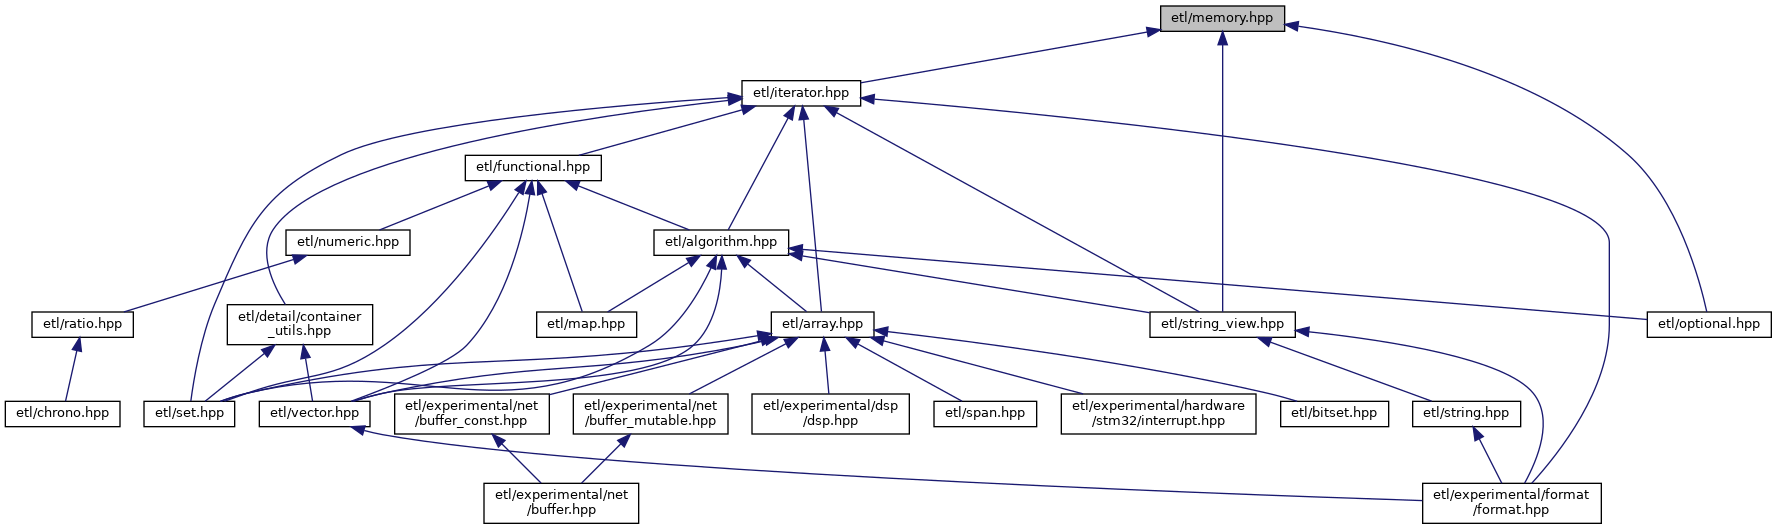 etl/memory.hpp
etl/iterator.hpp
etl/functional.hpp
etl/numeric.hpp
etl/algorithm.hpp
etl/ratio.hpp
etl/detail/container
_utils.hpp
etl/map.hpp
etl/array.hpp
etl/string_view.hpp
etl/optional.hpp
etl/chrono.hpp
etl/set.hpp
etl/vector.hpp
etl/experimental/net
/buffer_const.hpp
etl/experimental/net
/buffer_mutable.hpp
etl/experimental/dsp
/dsp.hpp
etl/span.hpp
etl/experimental/hardware
/stm32/interrupt.hpp
etl/bitset.hpp
etl/string.hpp
etl/experimental/net
/buffer.hpp
etl/experimental/format
/format.hpp